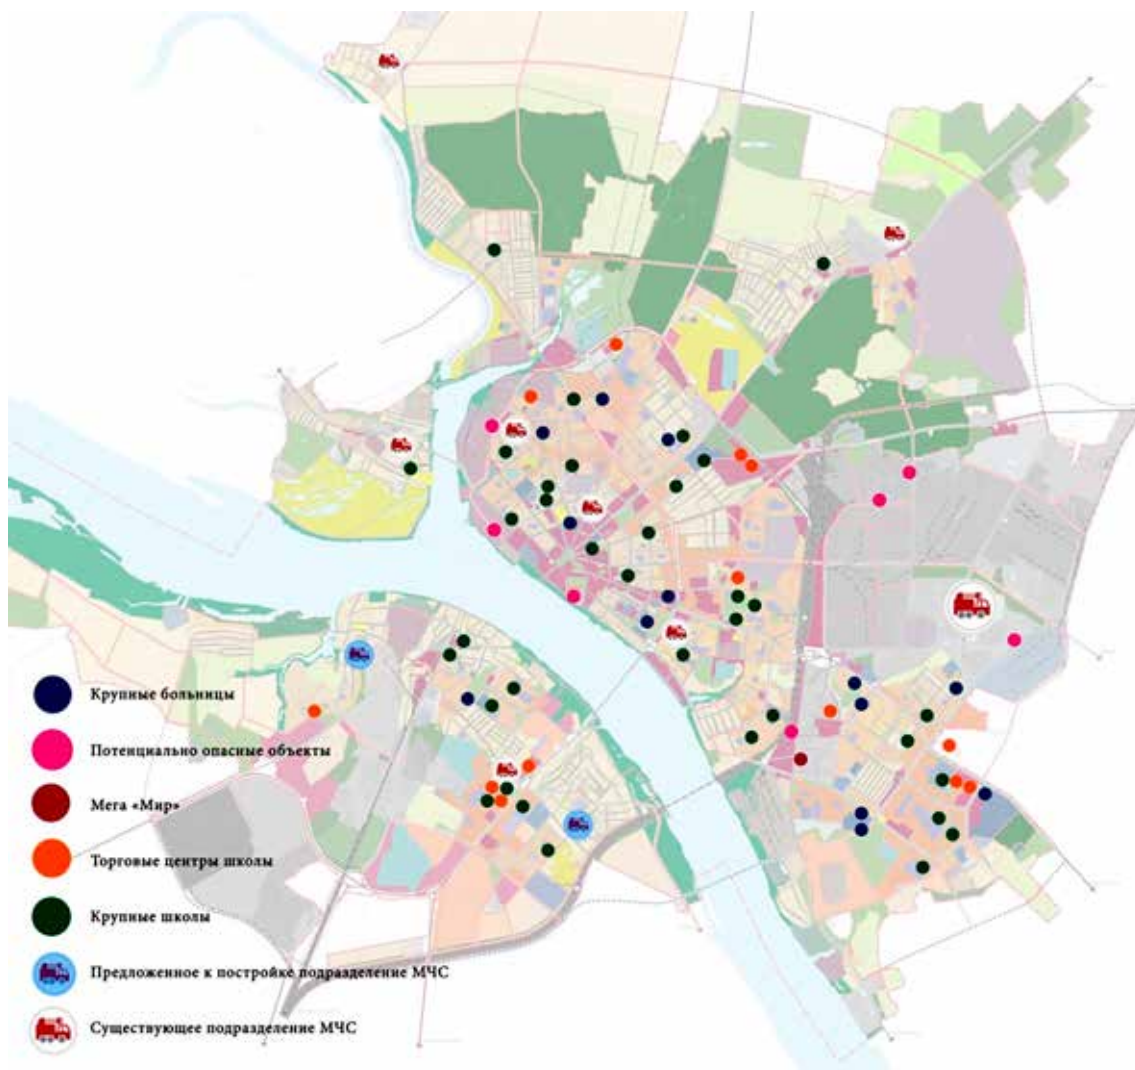 Крупные больницы
Потенциально опасные объекты
Мега «Мир»
Торговые центры школы
Крупные школы
Предложенное к постройке подразделение МЧС
Существующее подразделение МЧС